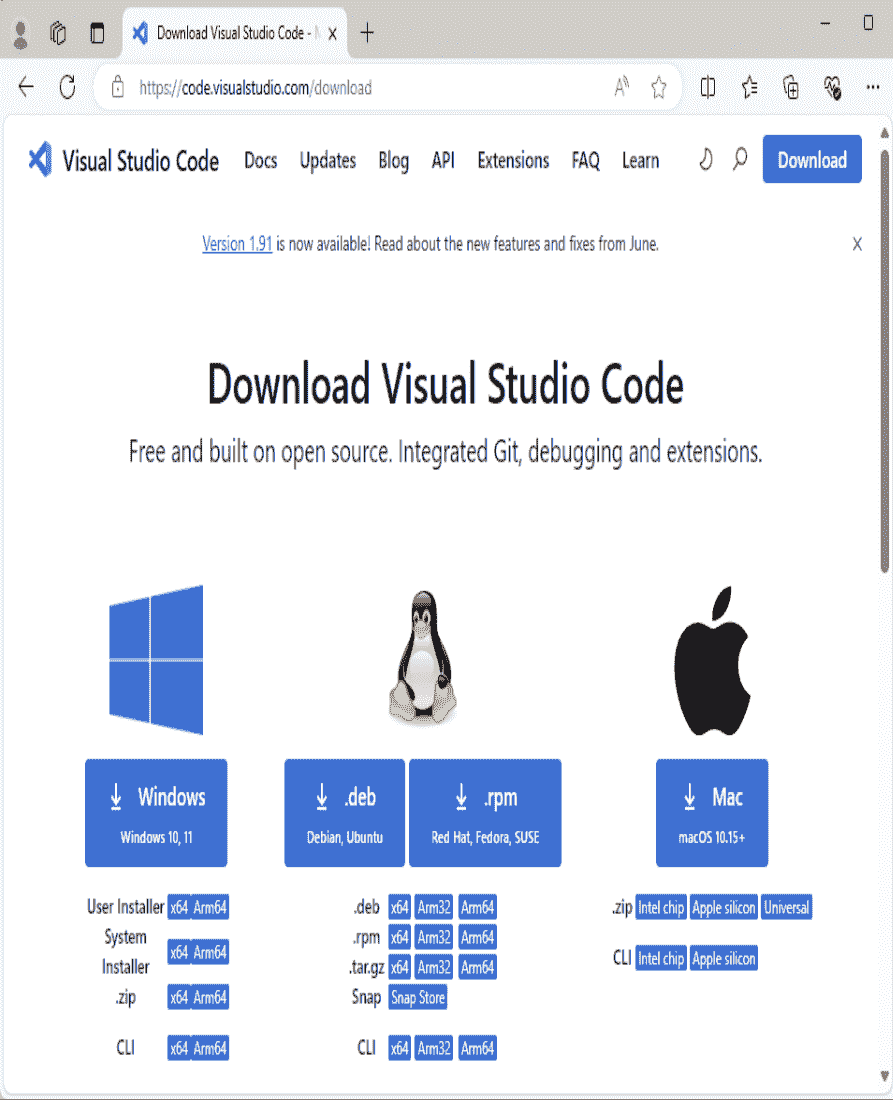 Download Visual Studio Code -
https://code.visualstudio.com/download
Visual Studio Code Docs Updates Blog API Extensions FAQ Learn Download
Version 1.91 is now available! Read about the new features and fixes from June.
Download Visual Studio Code
Free and built on open source. Integrated Git, debugging and extensions.
Windows
Windows 10, 11
.deb
Debian, Ubuntu
.rpm
Red Hat, Fedora, SUSE
Mac
macOS 10.15+
User Installer x64 Arm64
System
Installer
x64 Arm64
.zip x64 Arm64
CLI x64 Arm64
.deb x64 Arm32 Arm64
.rpm x64 Arm32 Arm64
.tar.gz x64 Arm32 Arm64
Snap Snap Store
CLI x64 Arm32 Arm64
.zip Intel chip Apple silicon Universal
CLI Intel chip Apple silicon